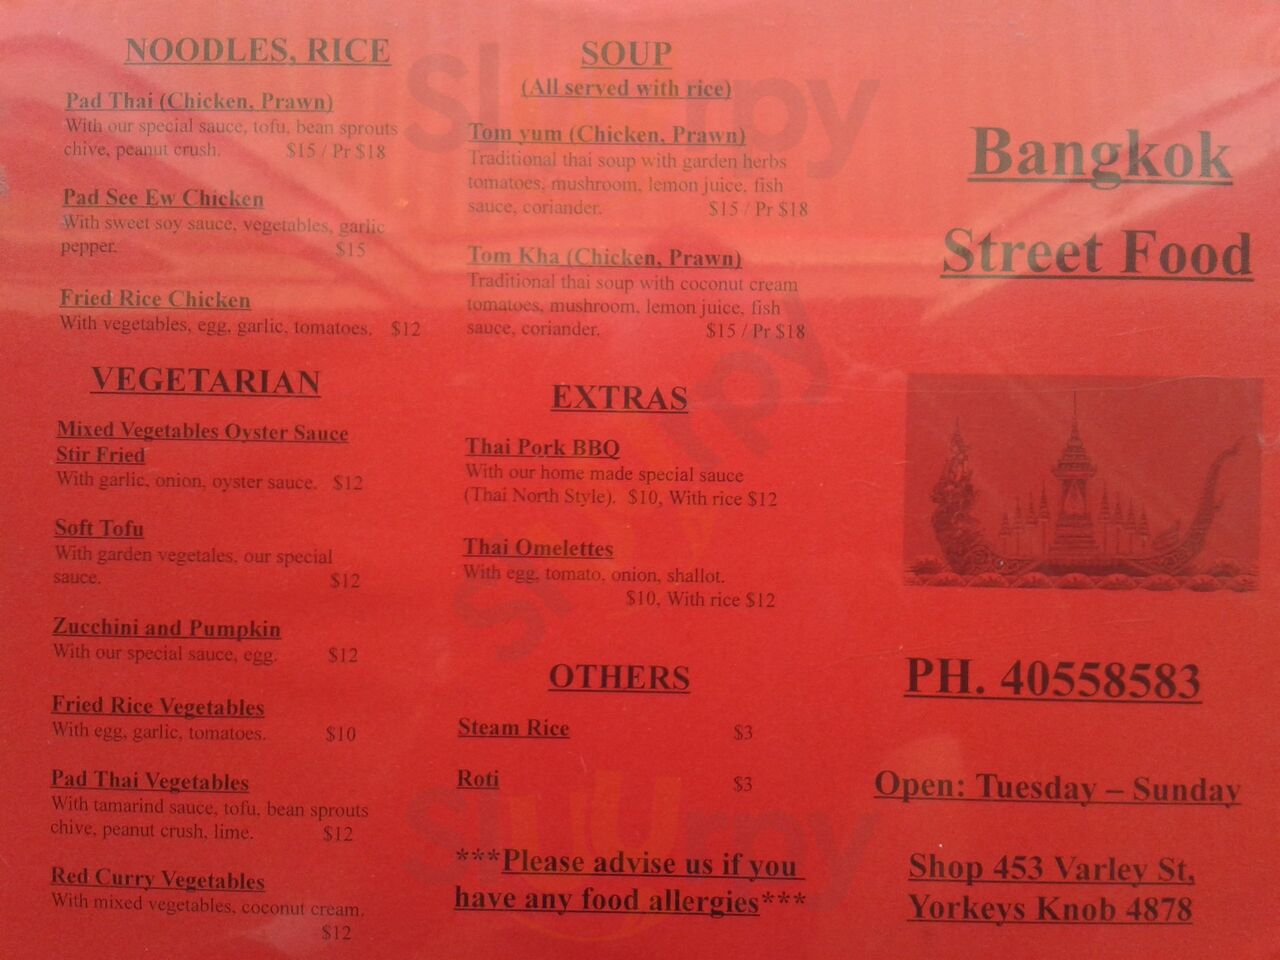 NOODLES, RICE
Pad Thai (Chicken, Prawn)
With our special sauce, tofu, bean sprouts
chive, peanut crush. $15 / Pr $18
Pad See Ew Chicken
With sweet soy sauce, vegetables, garlic
pepper. $15
Fried Rice Chicken
With vegetables, egg, garlic, tomatoes. $12
VEGETARIAN
Mixed Vegetables Oyster Sauce
Stir Fried
With garlic, onion, oyster sauce. $12
Soft Tofu
With garden vegetales, our special
sauce. $12
Zucchini and Pumpkin
With our special sauce, egg. $12
Fried Rice Vegetables
With egg, garlic, tomatoes. $10
Pad Thai Vegetables
With tamarind sauce, tofu, bean sprouts
chive, peanut crush, lime. $12
Red Curry Vegetables
With mixed vegetables, coconut cream.
$12
SOUP
(All served with rice)
Tom yum (Chicken, Prawn)
Traditional thai soup with garden herbs
tomatoes, mushroom, lemon juice, fish
sauce, coriander. $15 / Pr $18
Tom Kha (Chicken, Prawn)
Traditional thai soup with coconut cream
tomatoes, mushroom, lemon juice, fish
sauce, coriander. $15 / Pr $18
EXTRAS
Thai Pork BBQ
With our home made special sauce
(Thai North Style). $10, With rice $12
Thai Omelettes
With egg, tomato, onion, shallot.
$10, With rice $12
OTHERS
Steam Rice $3
Roti $3
***Please advise us if you
have any food allergies***
Bangkok
Street Food
PH. 40558583
Open: Tuesday – Sunday
Shop 453 Varley St,
Yorkeys Knob 4878